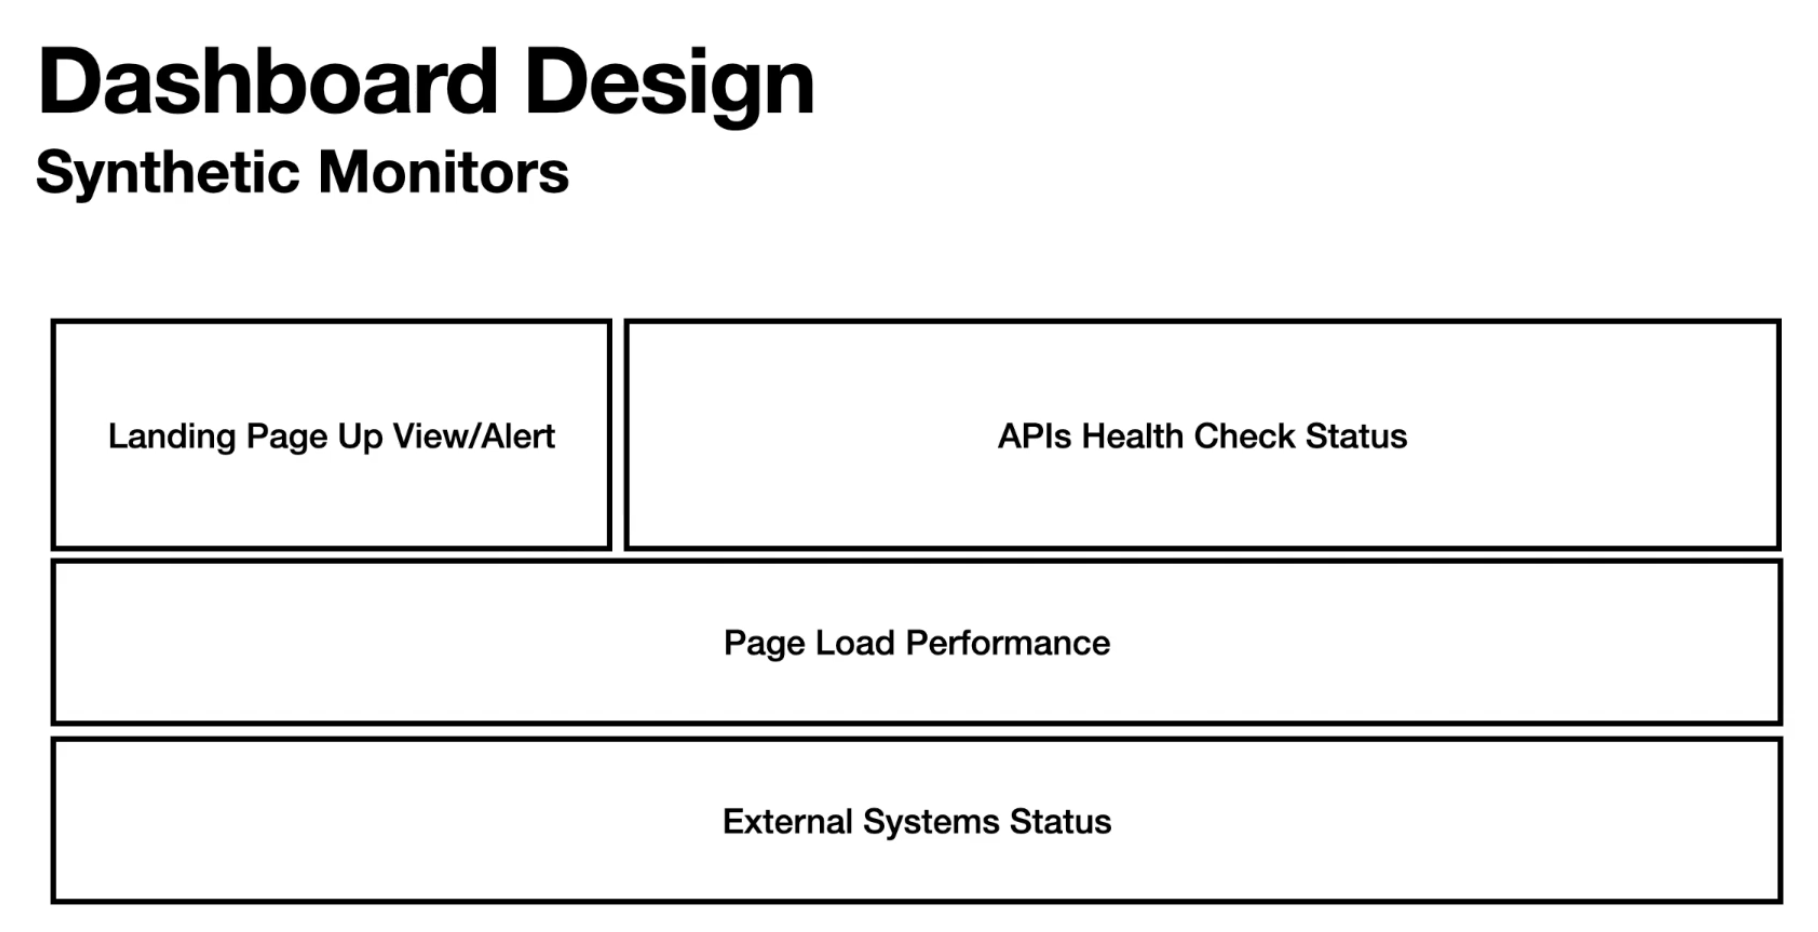 Dashboard Design
Synthetic Monitors
Landing Page Up View/Alert
APIs Health Check Status
Page Load Performance
External Systems Status